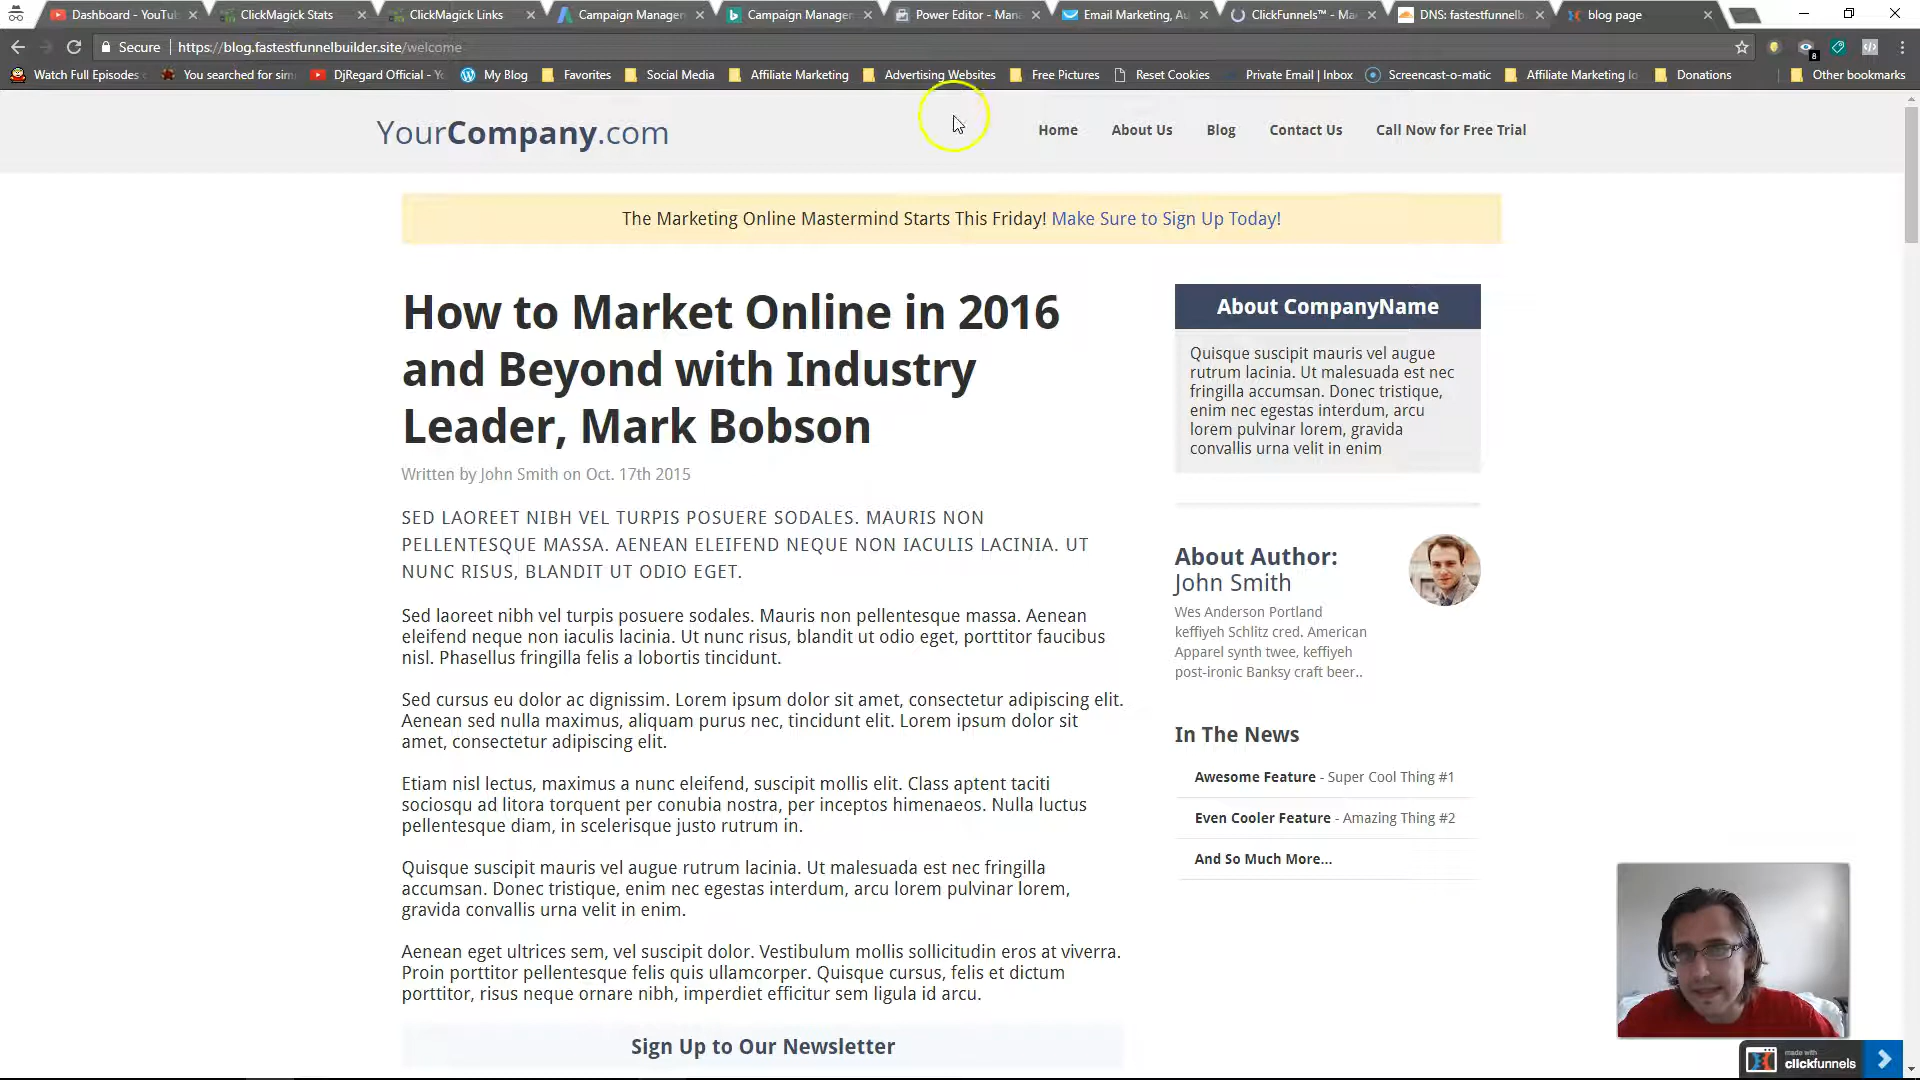 Dashboard - YouTub
ClickMagick Stats
ClickMagick Links
Campaign Manager
Campaign Manage
Power Editor - Mana
Email Marketing, Au
ClickFunnels™ - Ma
DNS: fastestfunnelb
blog page
Secure
https://blog.fastestfunnelbuilder.site/welcome
8
Watch Full Episodes
You searched for sim
DjRegard Official - Yo
My Blog
Favorites
Social Media
Affiliate Marketing
Advertising Websites
Free Pictures
Reset Cookies
Private Email | Inbox
Screencast-o-matic
Affiliate Marketing Ic
Donations
Other bookmarks
YourCompany.com
Home
About Us
Blog
Contact Us
Call Now for Free Trial
The Marketing Online Mastermind Starts This Friday! Make Sure to Sign Up Today!
How to Market Online in 2016
and Beyond with Industry
Leader, Mark Bobson
Written by John Smith on Oct. 17th 2015
SED LAOREET NIBH VEL TURPIS POSUERE SODALES. MAURIS NON
PELLENTESQUE MASSA. AENEAN ELEIFEND NEQUE NON IACULIS LACINIA. UT
NUNC RISUS, BLANDIT UT ODIO EGET.
Sed laoreet nibh vel turpis posuere sodales. Mauris non pellentesque massa. Aenean
eleifend neque non iaculis lacinia. Ut nunc risus, blandit ut odio eget, porttitor faucibus
nisl. Phasellus fringilla felis a lobortis tincidunt.
Sed cursus eu dolor ac dignissim. Lorem ipsum dolor sit amet, consectetur adipiscing elit.
Aenean sed nulla maximus, aliquam purus nec, tincidunt elit. Lorem ipsum dolor sit
amet, consectetur adipiscing elit.
Etiam nisl lectus, maximus a nunc eleifend, suscipit mollis elit. Class aptent taciti
sociosqu ad litora torquent per conubia nostra, per inceptos himenaeos. Nulla luctus
pellentesque diam, in scelerisque justo rutrum in.
Quisque suscipit mauris vel augue rutrum lacinia. Ut malesuada est nec fringilla
accumsan. Donec tristique, enim nec egestas interdum, arcu lorem pulvinar lorem,
gravida convallis urna velit in enim.
Aenean eget ultrices sem, vel suscipit dolor. Vestibulum mollis sollicitudin eros at viverra.
Proin porttitor pellentesque felis quis ullamcorper. Quisque cursus, felis et dictum
porttitor, risus neque ornare nibh, imperdiet efficitur sem ligula id arcu.
Sign Up to Our Newsletter
About CompanyName
Quisque suscipit mauris vel augue
rutrum lacinia. Ut malesuada est nec
fringilla accumsan. Donec tristique,
enim nec egestas interdum, arcu
lorem pulvinar lorem, gravida
convallis urna velit in enim
About Author:
John Smith
Wes Anderson Portland
keffiyeh Schlitz cred. American
Apparel synth twee, keffiyeh
post-ironic Banksy craft beer..
In The News
Awesome Feature - Super Cool Thing #1
Even Cooler Feature - Amazing Thing #2
And So Much More...
made with
clickfunnels